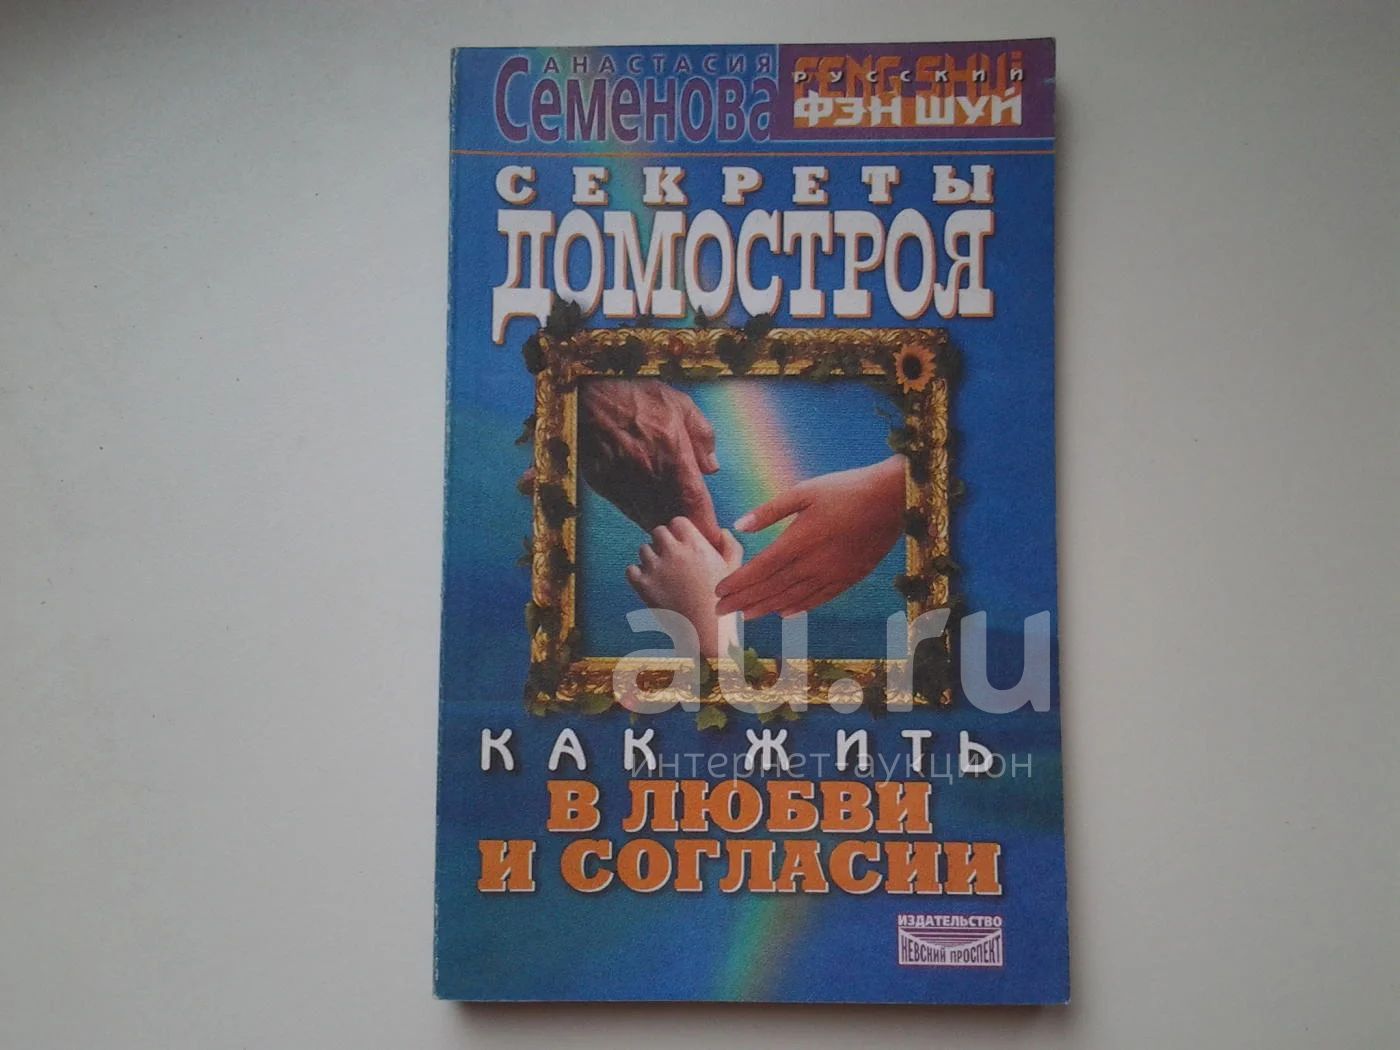 АНАСТАСИЯ
СЕМЕНОВА
FENG SHUI
РУССКИЙ
ФЭН ШУЙ
СЕКРЕТЫ
ДОМОСТРОЯ
au.ru
КАК ЖИТЬ
интернет-аукцион
В ЛЮБВИ
И СОГЛАСИИ
ИЗДАТЕЛЬСТВО
НЕВСКИЙ ПРОСПЕКТ